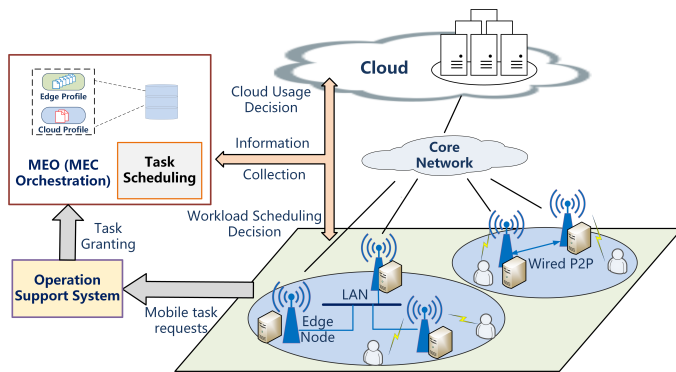 Edge Profile
Cloud Profile
MEO (MEC
Orchestration)
Task
Scheduling
Cloud
Cloud Usage
Decision
Information
Collection
Core
Network
Workload Scheduling
Decision
Task
Granting
Operation
Support System
Mobile task
requests
LAN
Edge
Node
Wired P2P